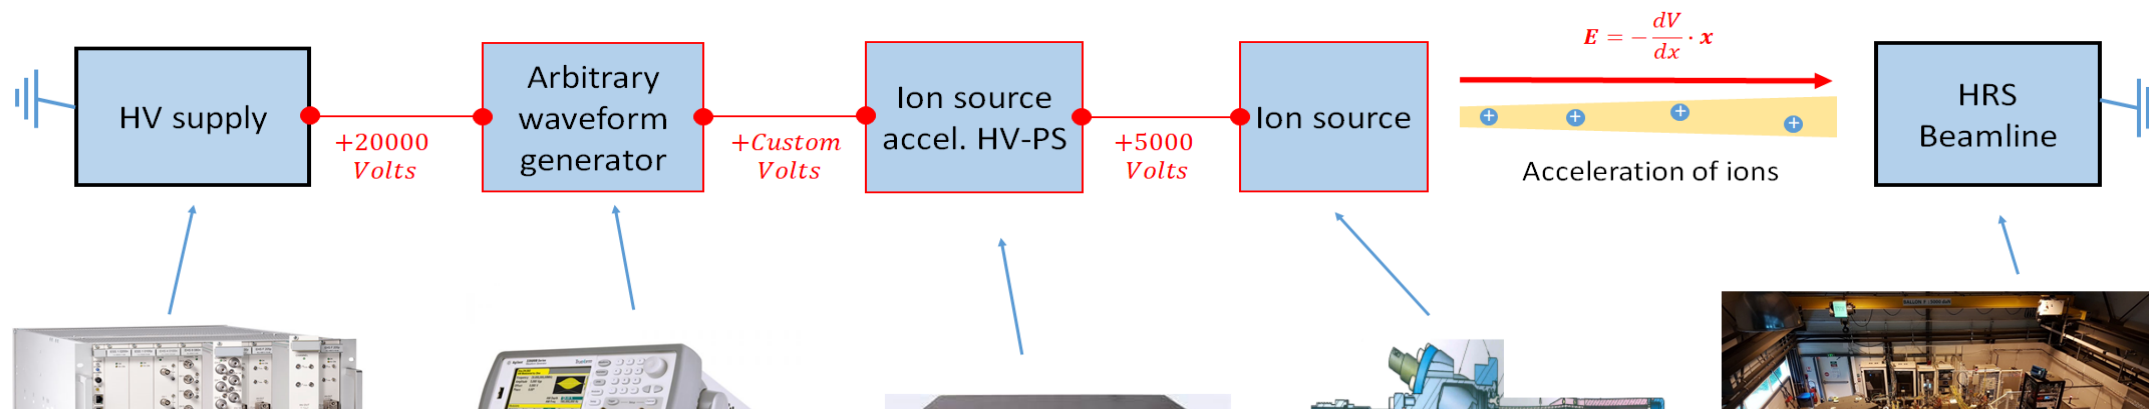 HV supply
+20000
Volts
Arbitrary
waveform
generator
+Custom
Volts
Ion source
accel. HV-PS
+5000
Volts
Ion source
E = -dV/dx · x
+ + + +
Acceleration of ions
HRS
Beamline